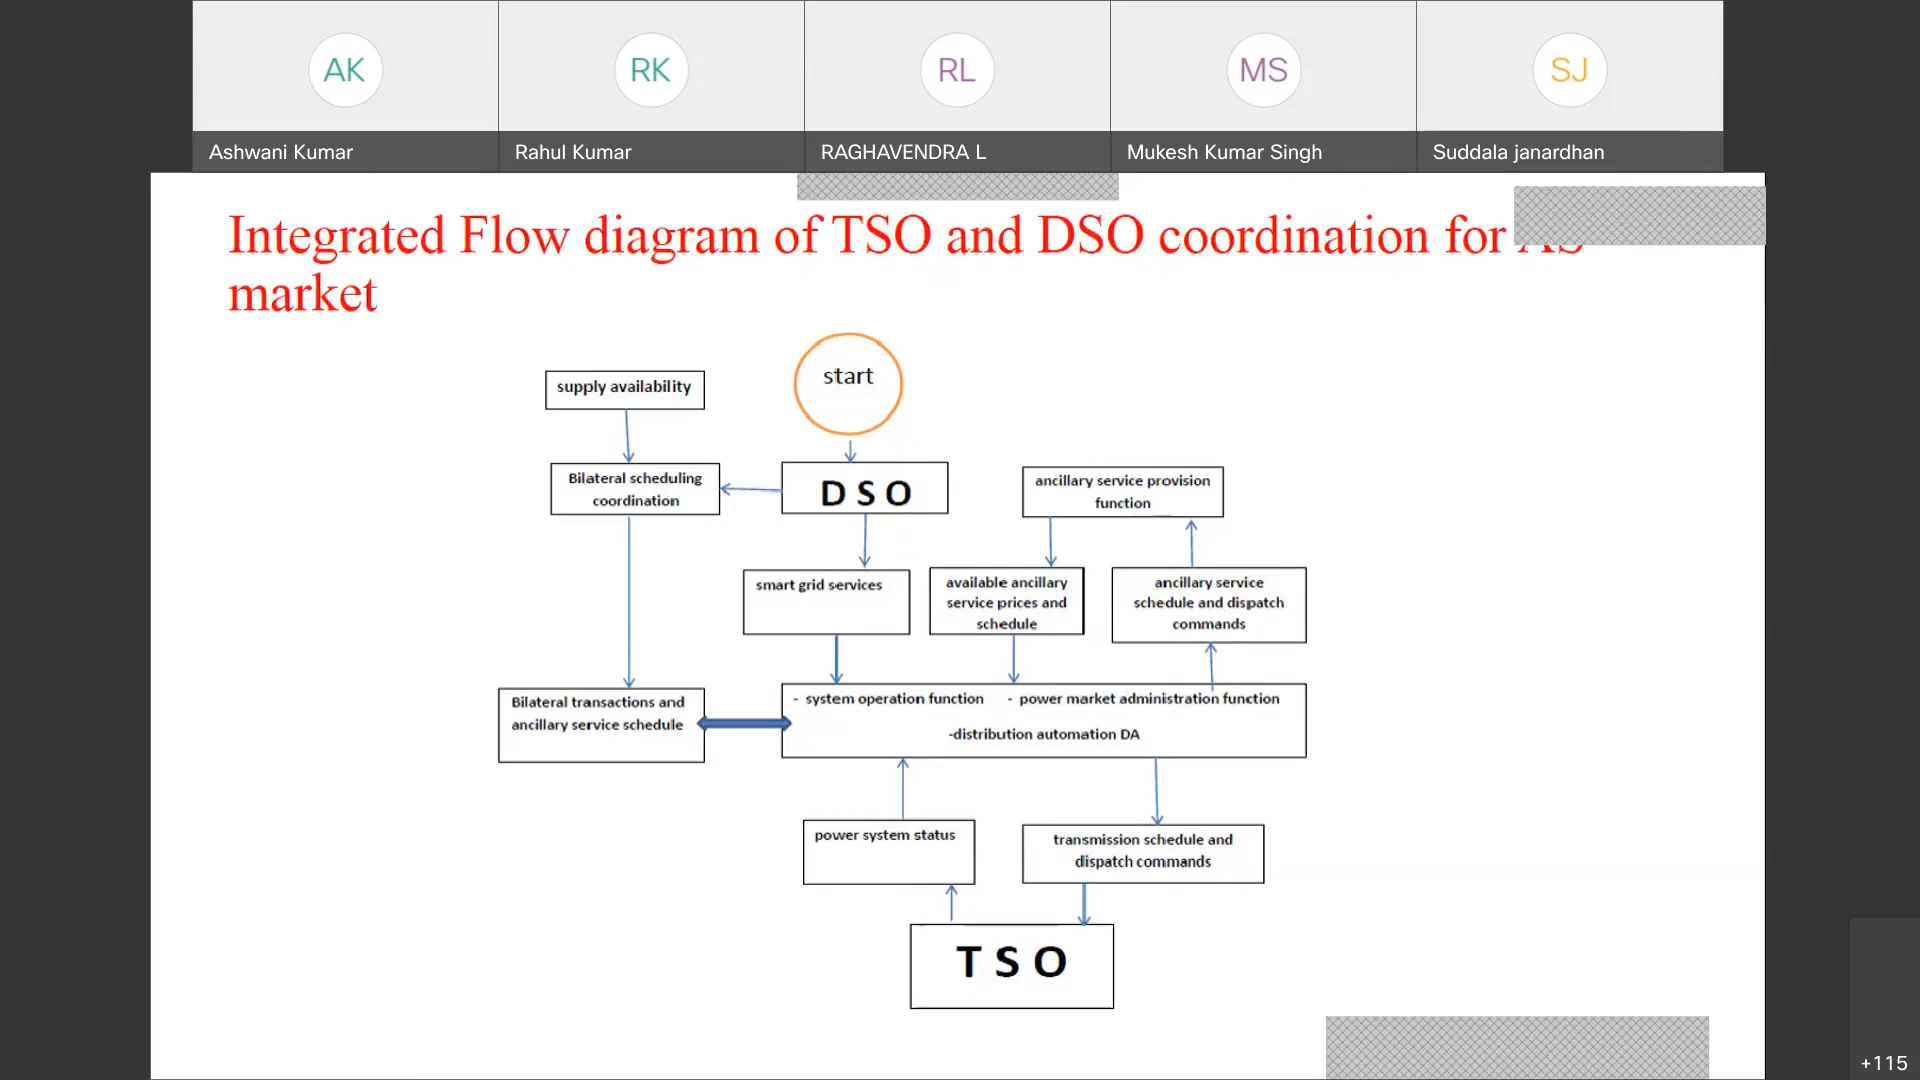 AK
RK
RL
MS
SJ
Ashwani Kumar
Rahul Kumar
RAGHAVENDRA L
Mukesh Kumar Singh
Suddala janardhan
Integrated Flow diagram of TSO and DSO coordination for
market
start
supply availability
Bilateral scheduling
coordination
D S O
ancillary service provision
function
smart grid services
available ancillary
service prices and
schedule
ancillary service
schedule and dispatch
commands
Bilateral transactions and
ancillary service schedule
- system operation function - power market administration function
-distribution automation DA
power system status
transmission schedule and
dispatch commands
T S O
+115